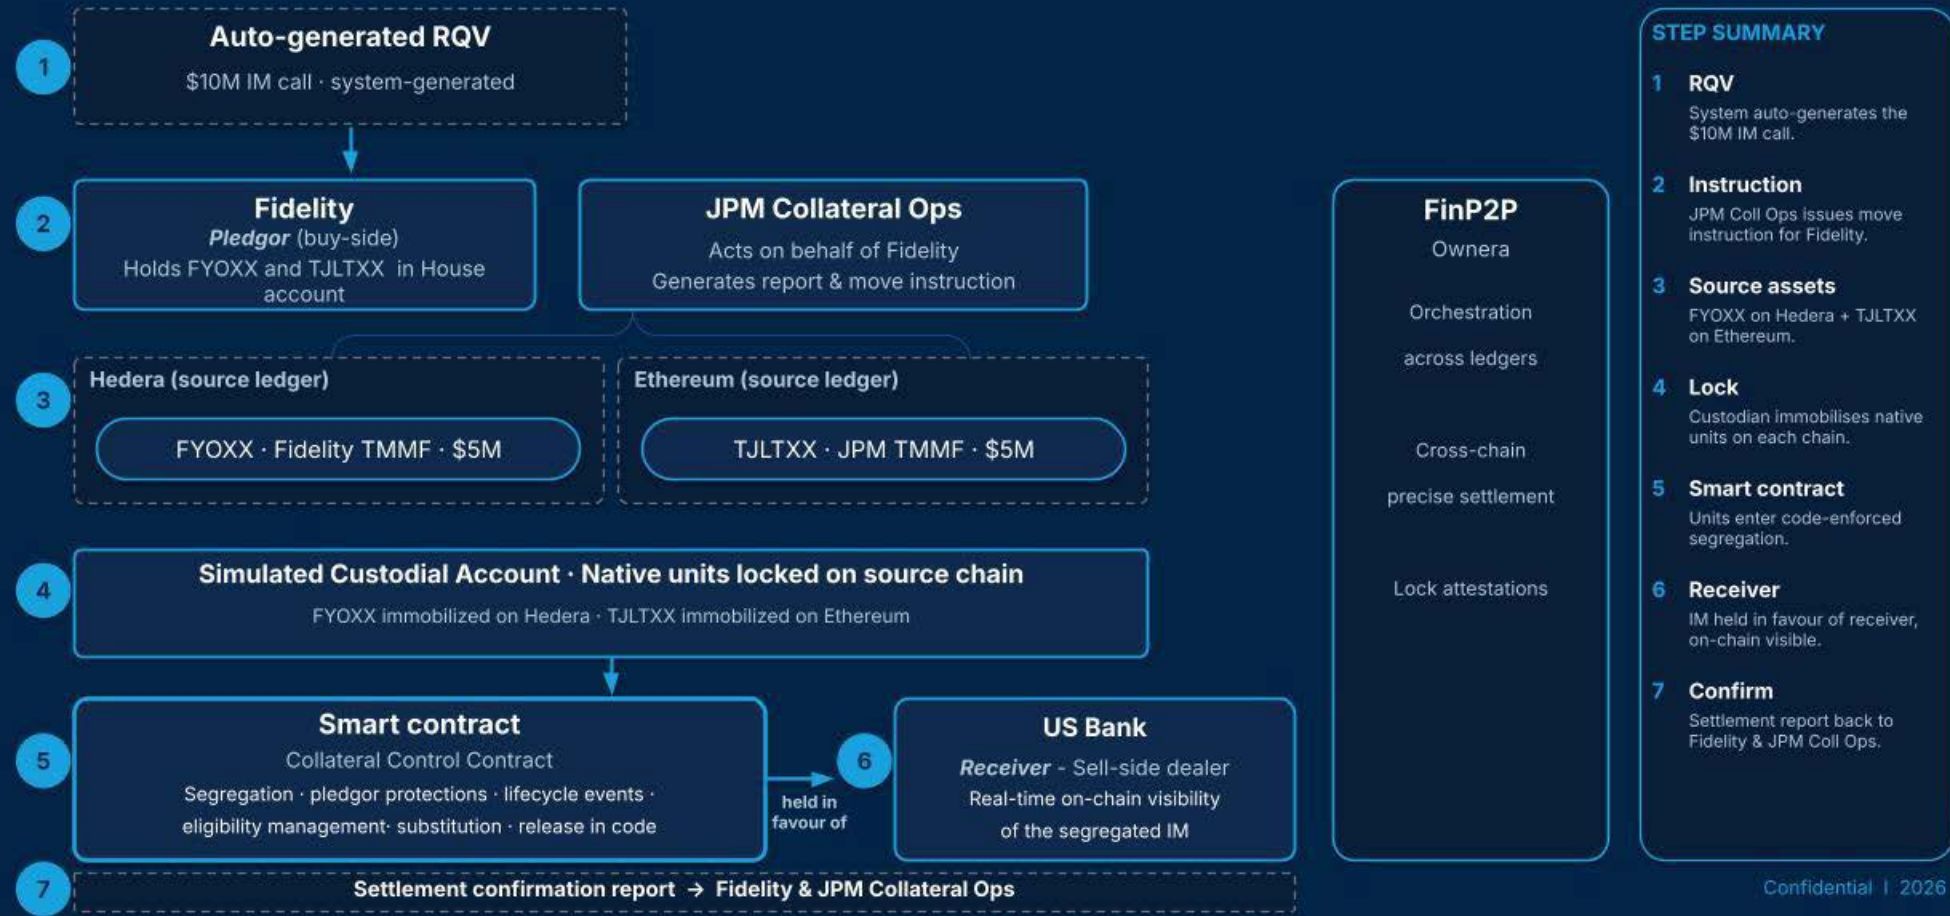 1
Auto-generated RQV
$10M IM call · system-generated
2
Fidelity
Pledgor (buy-side)
Holds FYOXX and TJLTXX in House
account
JPM Collateral Ops
Acts on behalf of Fidelity
Generates report & move instruction
3
Hedera (source ledger)
FYOXX · Fidelity TMMF · $5M
Ethereum (source ledger)
TJLTXX · JPM TMMF · $5M
4
Simulated Custodial Account · Native units locked on source chain
FYOXX immobilized on Hedera · TJLTXX immobilized on Ethereum
5
Smart contract
Collateral Control Contract
Segregation · pledgor protections · lifecycle events ·
eligibility management· substitution · release in code
held in
favour of
6
US Bank
Receiver - Sell-side dealer
Real-time on-chain visibility
of the segregated IM
7
Settlement confirmation report → Fidelity & JPM Collateral Ops
FinP2P
Ownera
Orchestration
across ledgers
Cross-chain
precise settlement
Lock attestations
STEP SUMMARY
1 RQV
System auto-generates the
$10M IM call.
2 Instruction
JPM Coll Ops issues move
instruction for Fidelity.
3 Source assets
FYOXX on Hedera + TJLTXX
on Ethereum.
4 Lock
Custodian immobilises native
units on each chain.
5 Smart contract
Units enter code-enforced
segregation.
6 Receiver
IM held in favour of receiver,
on-chain visible.
7 Confirm
Settlement report back to
Fidelity & JPM Coll Ops.
Confidential | 2026